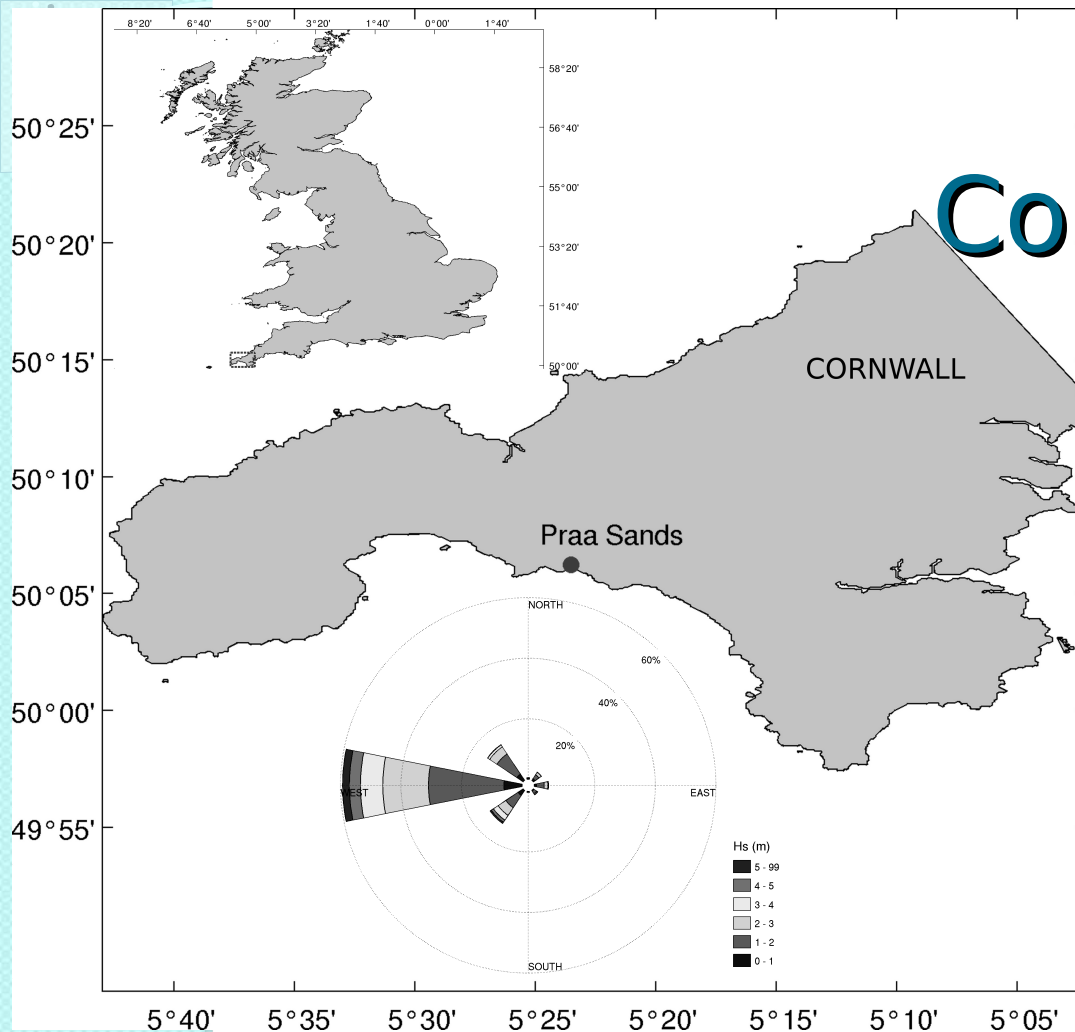 8°20' 6°40' 5°00' 3°20' 1°40' 0°00' 1°40'
58°20'
56°40'
55°00'
53°20'
51°40'
50°00'
50°25'
50°20'
50°15'
50°10'
50°05'
50°00'
49°55'
Co
CORNWALL
Praa Sands
NORTH
60%
40%
20%
WEST
EAST
SOUTH
Hs (m)
5 - 99
4 - 5
3 - 4
2 - 3
1 - 2
0 - 1
5°40' 5°35' 5°30' 5°25' 5°20' 5°15' 5°10' 5°05'